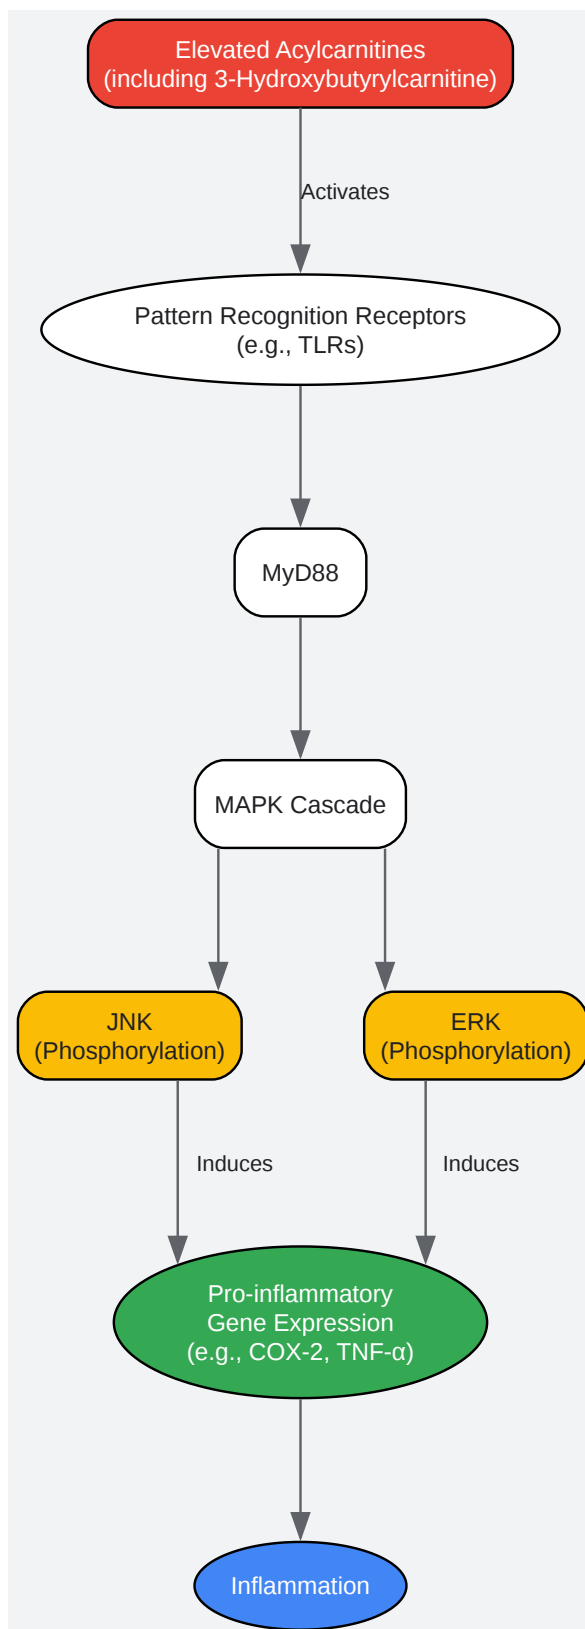 Elevated Acylcarnitines
(including 3-Hydroxybutyrylcarnitine)
Activates
Pattern Recognition Receptors
(e.g., TLRs)
MyD88
MAPK Cascade
JNK
(Phosphorylation)
ERK
(Phosphorylation)
Induces
Induces
Pro-inflammatory
Gene Expression
(e.g., COX-2, TNF-α)
Inflammation